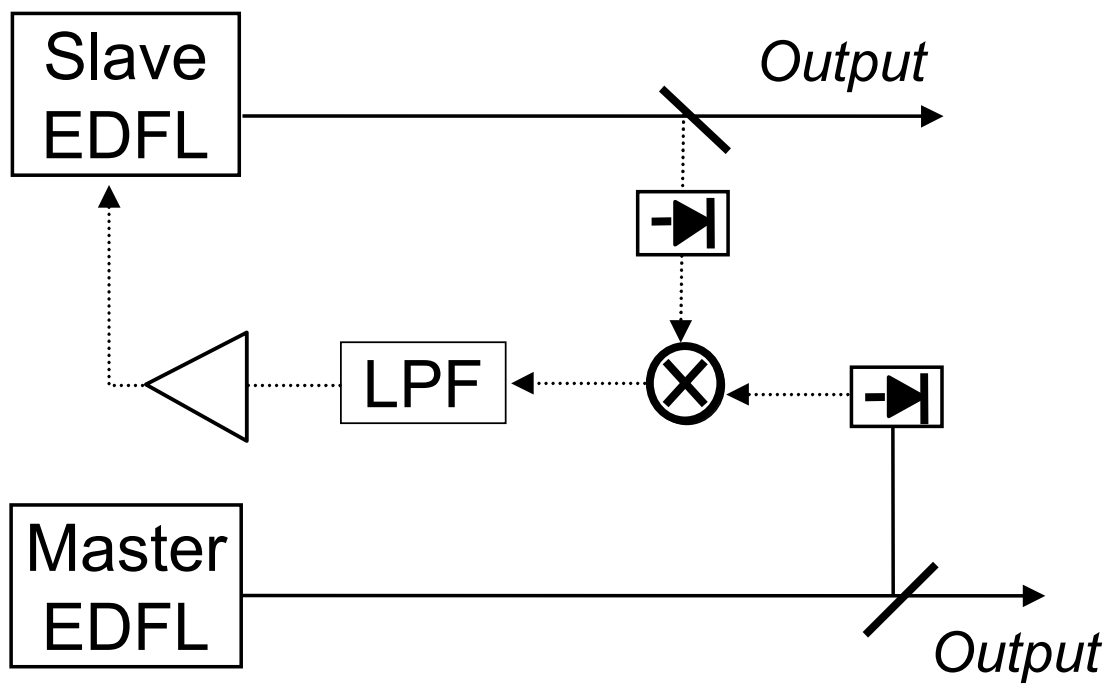 Slave
EDFL
Output
LPF
Master
EDFL
Output